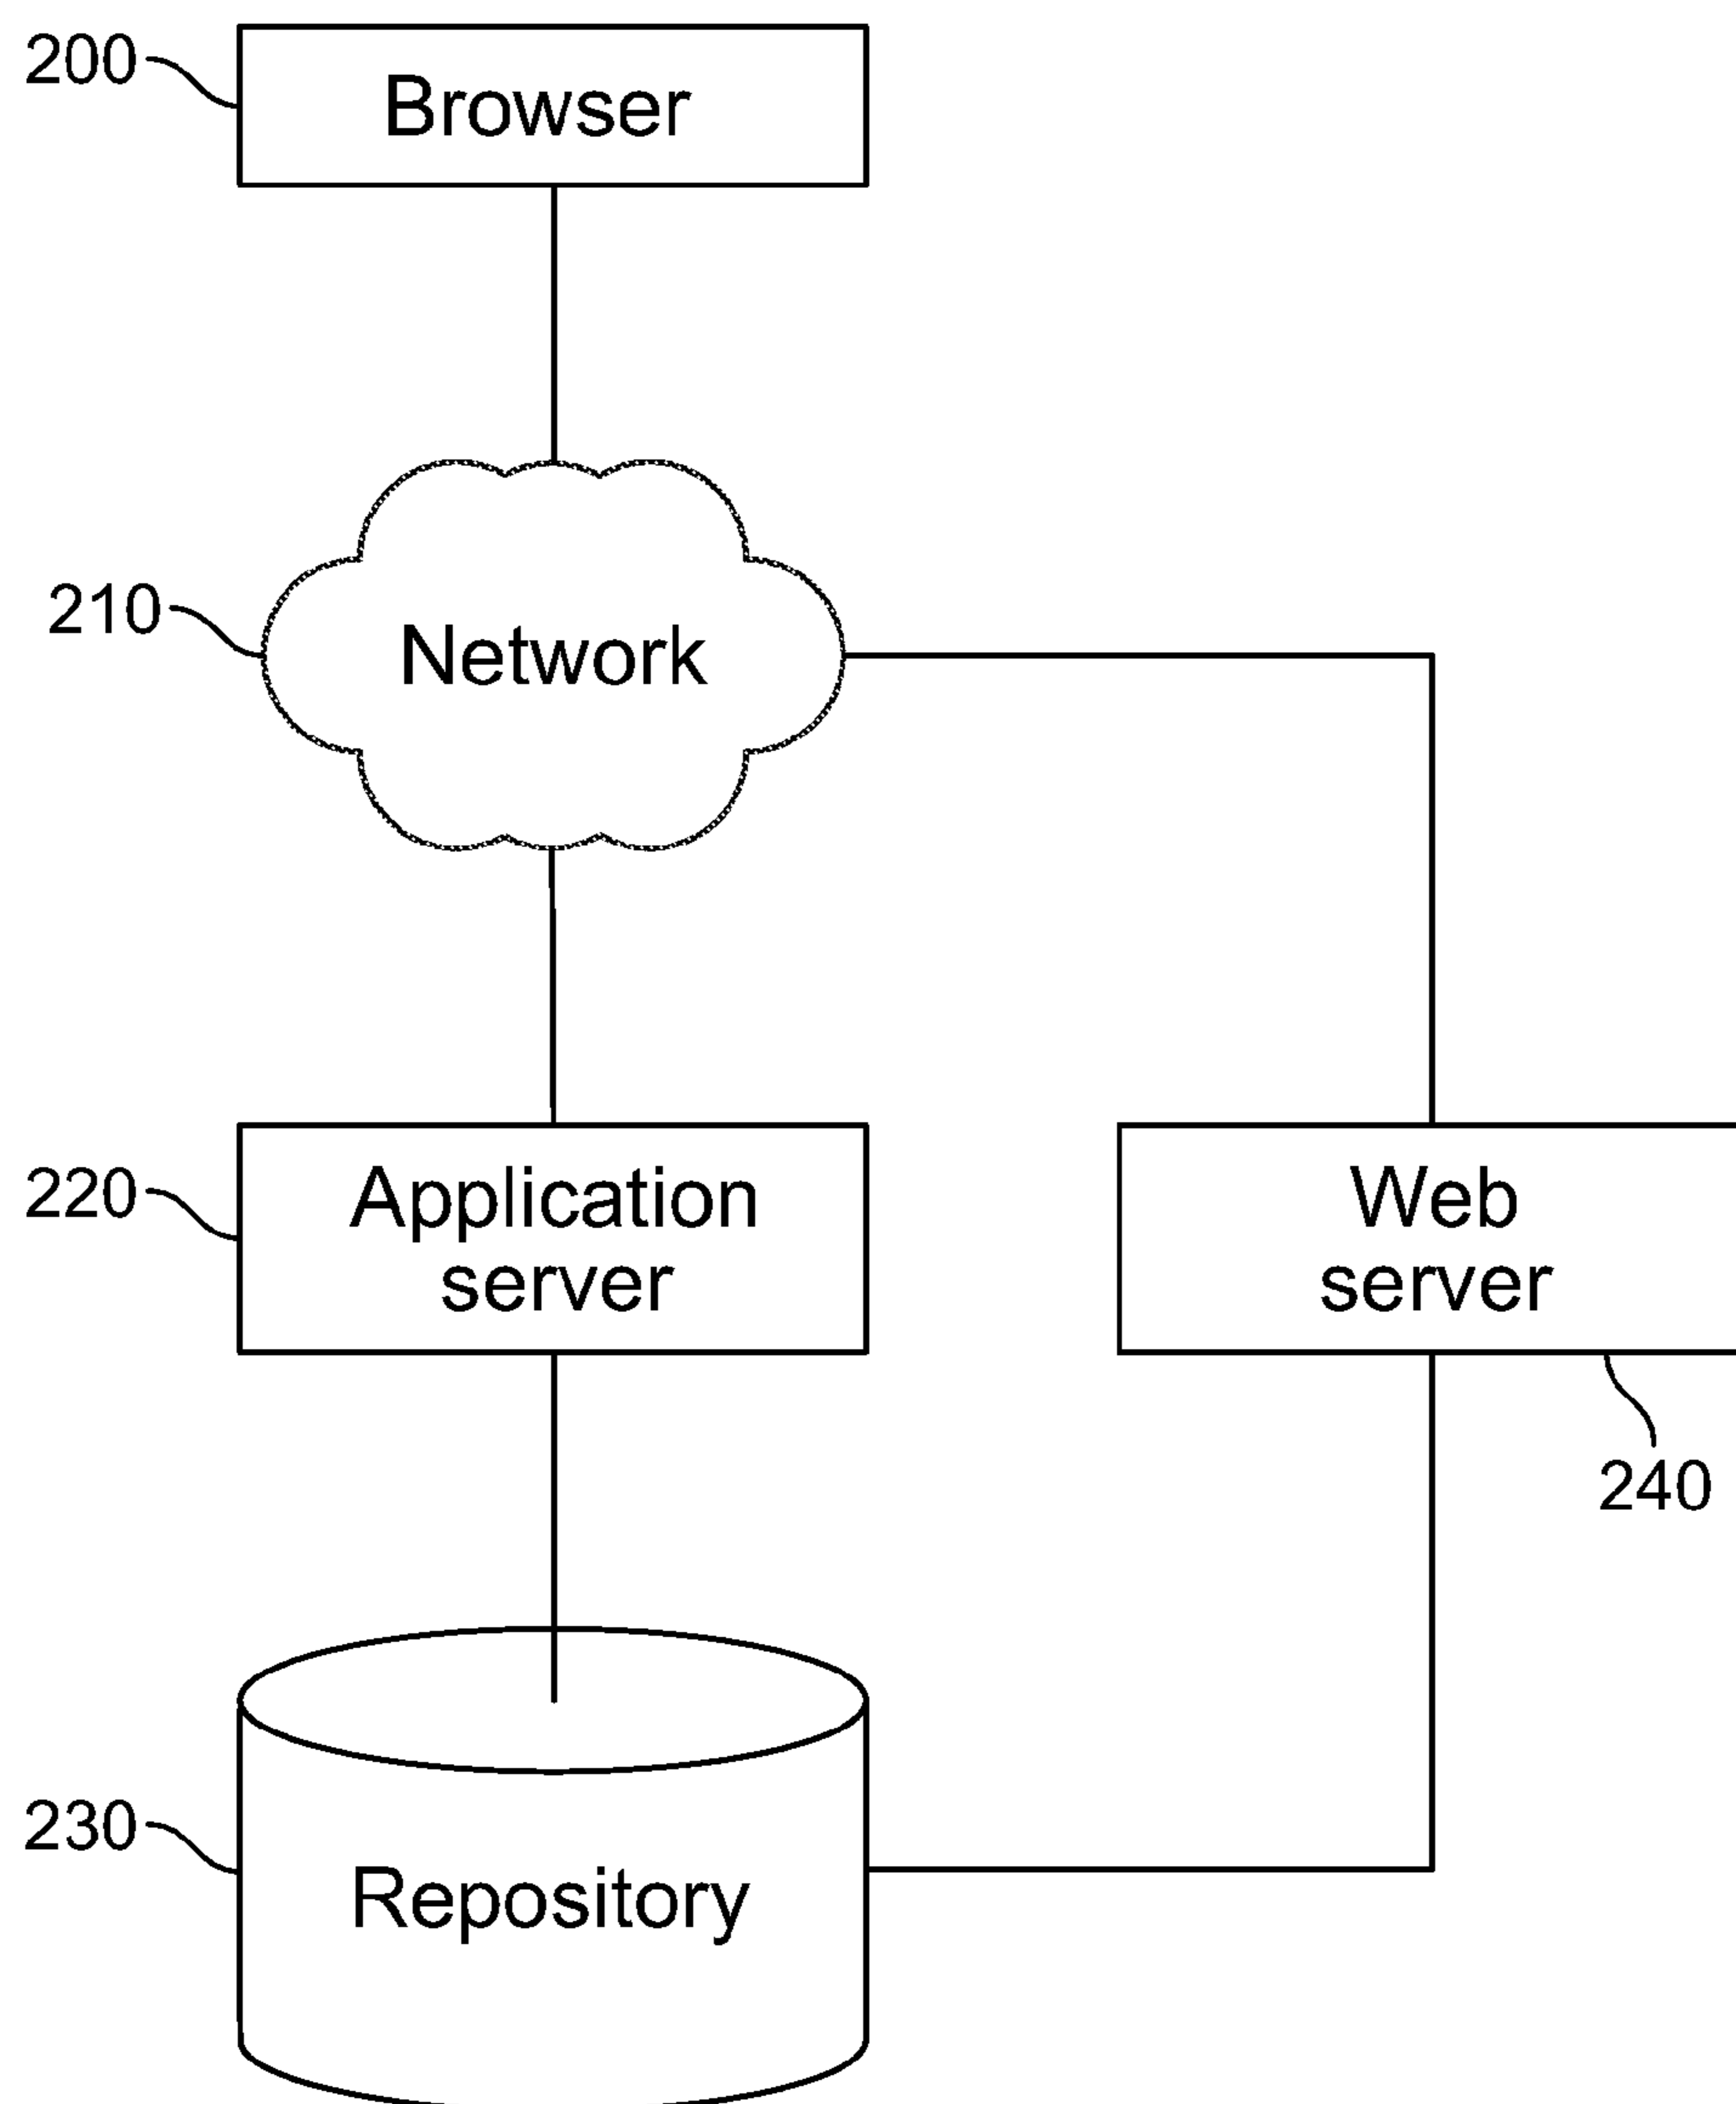 200
Browser
210
Network
220
Application
server
Web
server
240
230
Repository